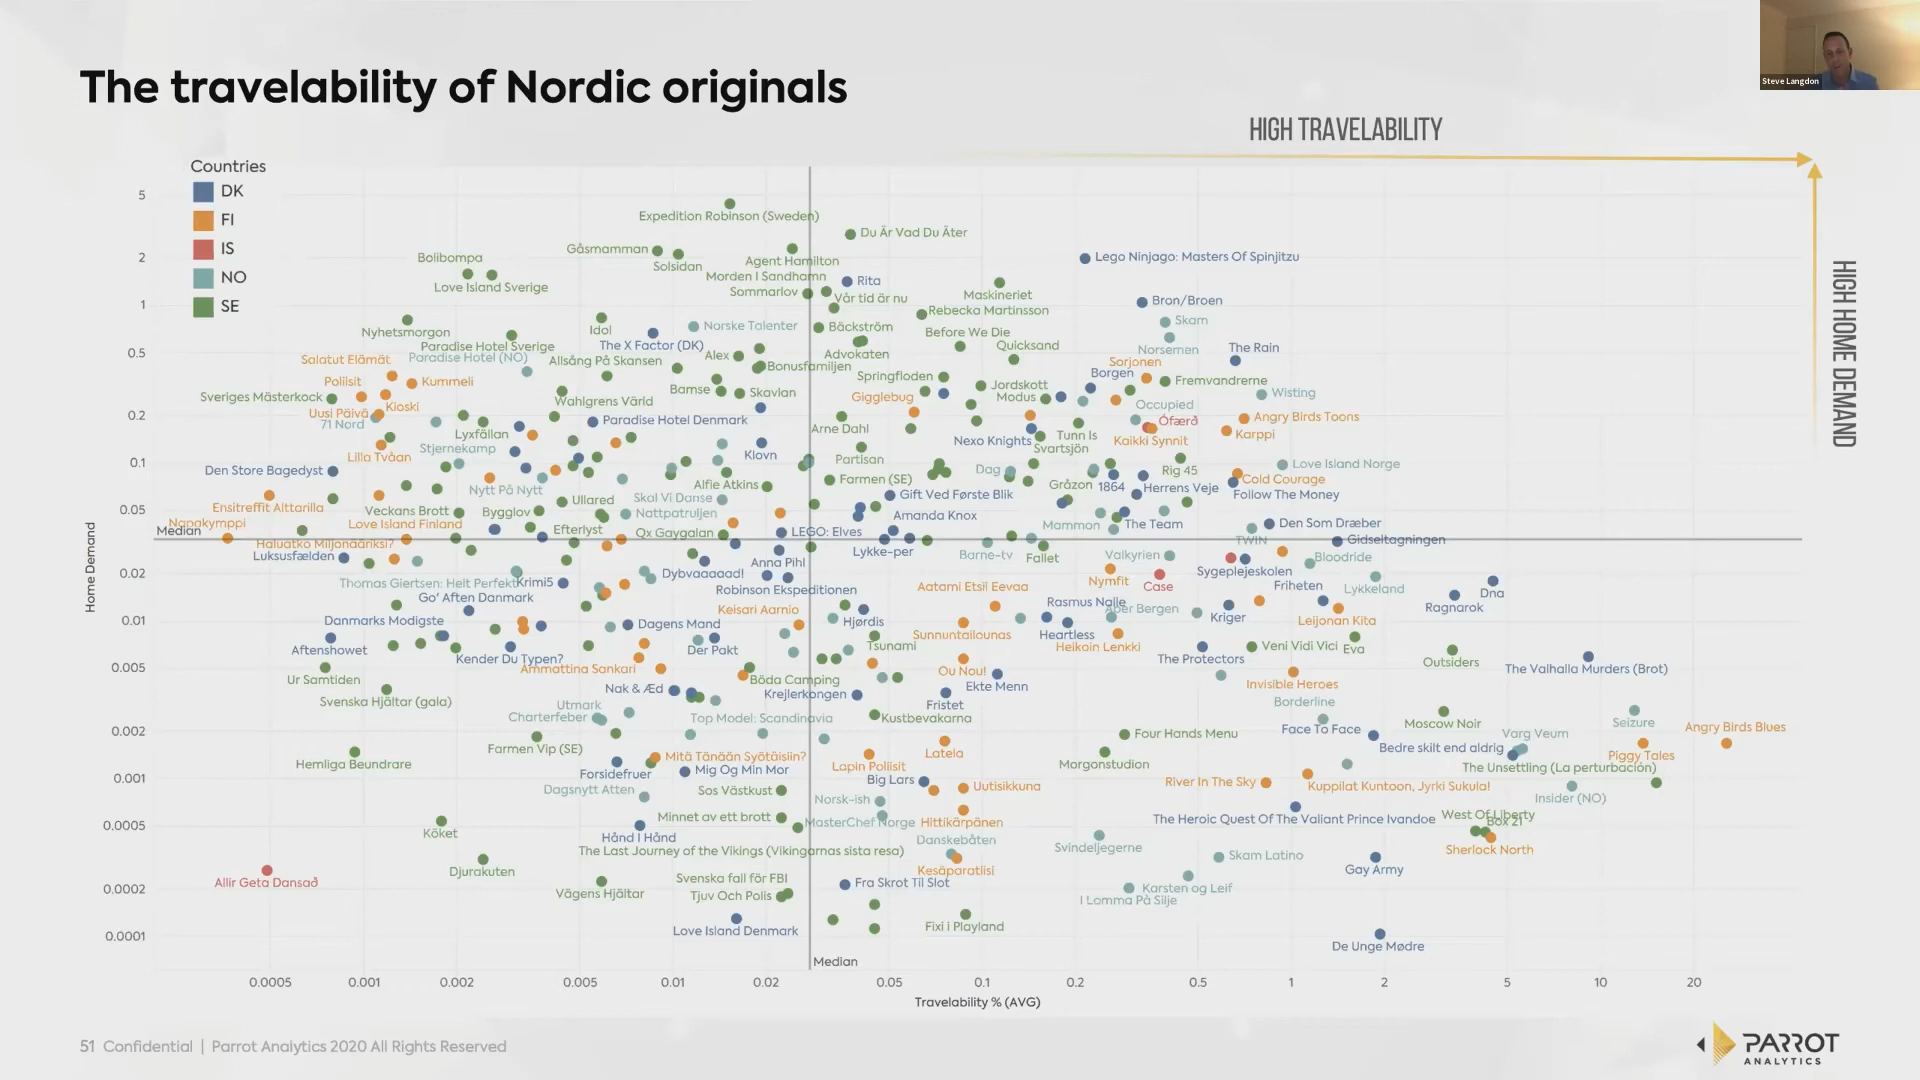 The travelability of Nordic originals
Steve Langdon
HIGH TRAVELABILITY
HIGH HOME DEMAND
Countries
DK
FI
IS
NO
SE
Home Demand
5
2
1
0.5
0.2
0.1
0.05
0.02
0.01
0.005
0.002
0.001
0.0005
0.0002
0.0001
Median
Expedition Robinson (Sweden)
Du Är Vad Du Äter
Gåsmamman
Solsidan
Agent Hamilton
Bolibompa
Love Island Sverige
Morden I Sandhamn
Sommarlov
Rita
Vår tid är nu
Lego Ninjago: Masters Of Spinjitzu
Maskineriet
Rebecka Martinsson
Bron/Broen
Skam
Norsemen
The Rain
Nyhetsmorgon
Paradise Hotel Sverige
Idol
The X Factor (DK)
Norske Talenter
Bäckström
Advokaten
Before We Die
Quicksand
Salatut Elämät
Paradise Hotel (NO)
Allsång På Skansen
Alex
Bonusfamiljen
Sorjonen
Borgen
Fremvandrerne
Wisting
Poliisit
Kummeli
Sveriges Mästerkock
Kioski
Uusi Päivä
71 Nord
Wahlgrens Värld
Bamse
Skavlan
Springfloden
Gigglebug
Jordskott
Modus
Occupied
Ófærð
Angry Birds Toons
Karppi
Kaikki Synnit
Lyxfällan
Stjernekamp
Paradise Hotel Denmark
Klovn
Arne Dahl
Nexo Knights
Tunn Is
Svartsjön
Lilla Tvåan
Den Store Bagedyst
Partisan
Dag
Rig 45
Love Island Norge
Cold Courage
Follow The Money
Nytt På Nytt
Alfie Atkins
Farmen (SE)
Gråzon
1864
Herrens Veje
Ensitreffit Alttarilla
Ullared
Skal Vi Danse
Gift Ved Første Blik
Veckans Brott
Bygglov
Nattpatruljen
Amanda Knox
Nanakymppi
Love Island Finland
Efterlyst
Qx Gaygalan
LEGO: Elves
Mammon
The Team
Den Som Dræber
TWIN
Gidseltagningen
Haluatko Miljonääriksi?
Luksusfælden
Lykke-per
Barne-tv
Fallet
Valkyrien
Bloodride
Anna Pihl
Thomas Giertsen: Helt Perfekt
Krimi5
Dybvaaaaad!
Robinson Ekspeditionen
Aatami Etsii Eevaa
Nymfit
Case
Sygeplejeskolen
Friheten
Lykkeland
Dna
Ragnarok
Go' Aften Danmark
Keisari Aarnio
Rasmus Nalle
Aber Bergen
Kriger
Leijonan Kita
Danmarks Modigste
Dagens Mand
Hjørdis
Sunnuntailounas
Heartless
Heikoin Lenkki
Aftenshowet
Kender Du Typen?
Der Pakt
Tsunami
The Protectors
Veni Vidi Vici
Eva
Outsiders
The Valhalla Murders (Brot)
Ammattina Sankari
Ur Samtiden
Böda Camping
Ou Nou!
Invisible Heroes
Nak & Æd
Krejlerkongen
Ekte Menn
Svenska Hjältar (gala)
Utmark
Charterfeber
Top Model: Scandinavia
Fristet
Kustbevakarna
Borderline
Moscow Noir
Seizure
Face To Face
Angry Birds Blues
Four Hands Menu
Varg Veum
Farmen Vip (SE)
Latela
Bedre skilt end aldrig
Hemliga Beundrare
Mitä Tänään Syötäisiin?
Lapin Poliisit
Morgonstudion
Piggy Tales
The Unsettling (La perturbación)
Forsidefruer
Mig Og Min Mor
Big Lars
Uutisikkuna
River In The Sky
Kuppilat Kuntoon, Jyrki Sukula!
Dagsnytt Atten
Sos Västkust
Norsk-ish
Insider (NO)
Minnet av ett brott
MasterChef Norge
Hittikärpänen
The Heroic Quest Of The Valiant Prince Ivandoe
West Of Liberty
Box 21
Köket
Hånd I Hånd
Danskebåten
Svindeljegerne
Sherlock North
The Last Journey of the Vikings (Vikingarnas sista resa)
Skam Latino
Djurakuten
Kesäparatiisi
Gay Army
Allir Geta Dansað
Svenska fall för FBI
Fra Skrot Til Slot
Karsten og Leif
Vägens Hjältar
Tjuv Och Polis
I Lomma På Silje
Love Island Denmark
Fixi i Playland
De Unge Mødre
Median
0.0005
0.001
0.002
0.005
0.01
0.02
0.05
0.1
0.2
0.5
1
2
5
10
20
Travelability % (AVG)
51 Confidential | Parrot Analytics 2020 All Rights Reserved
PARROT
ANALYTICS